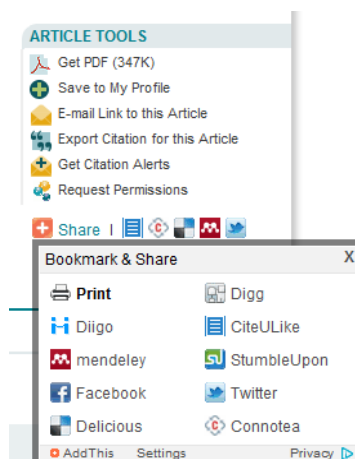 ARTICLE TOOLS
Get PDF (347K)
Save to My Profile
E-mail Link to this Article
Export Citation for this Article
Get Citation Alerts
Request Permissions
Share |
Bookmark & Share X
Print Digg
Diigo CiteULike
mendeley StumbleUpon
Facebook Twitter
Delicious Connotea
AddThis Settings Privacy